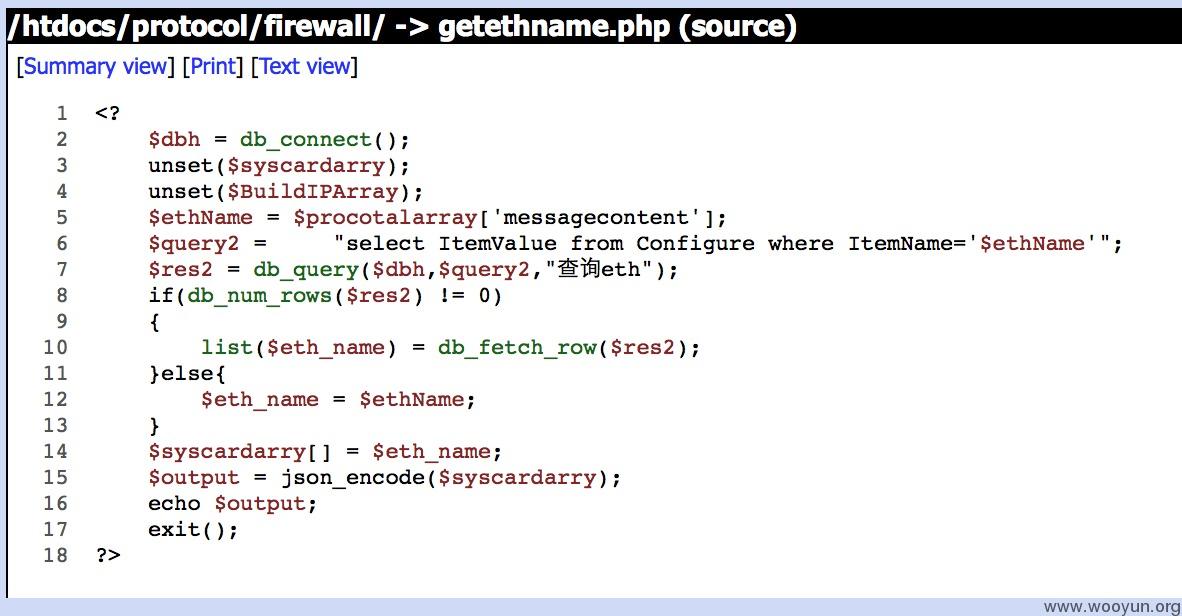 /htdocs/protocol/firewall/ -> getethname.php (source)
[Summary view] [Print] [Text view]
1 <?
2 $dbh = db_connect();
3 unset($syscardarry);
4 unset($BuildIPArray);
5 $ethName = $procotalarray['messagecontent'];
6 $query2 = "select ItemValue from Configure where ItemName='$ethName'";
7 $res2 = db_query($dbh,$query2,"查询eth");
8 if(db_num_rows($res2) != 0)
9 {
10 list($eth_name) = db_fetch_row($res2);
11 }else{
12 $eth_name = $ethName;
13 }
14 $syscardarry[] = $eth_name;
15 $output = json_encode($syscardarry);
16 echo $output;
17 exit();
18 ?>
www.wooyun.org